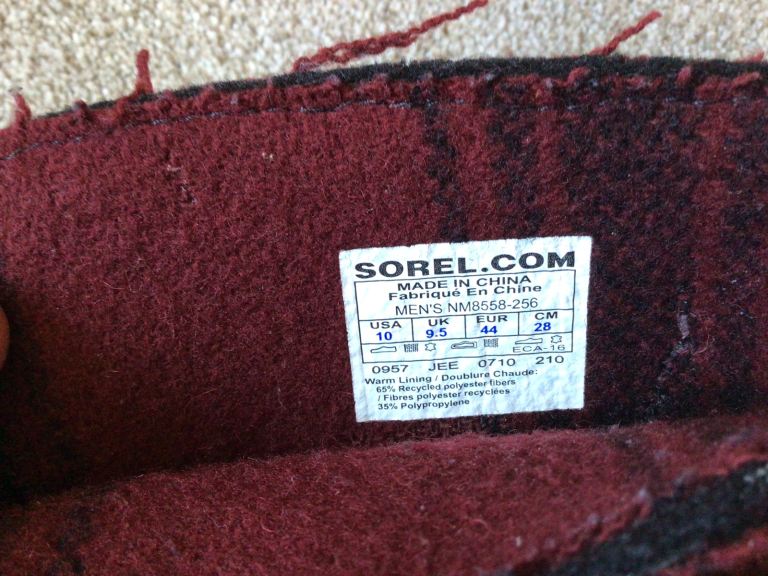 SOREL.COM
MADE IN CHINA
Fabriqué En Chine
MEN'S NM8558-256
USA UK EUR CM
10 9.5 44 28
ECA-16
0957 JEE 0710 210
Warm Lining / Doublure Chaude:
65% Recycled polyester fibers
/ Fibres polyester recyclées
35% Polypropylene